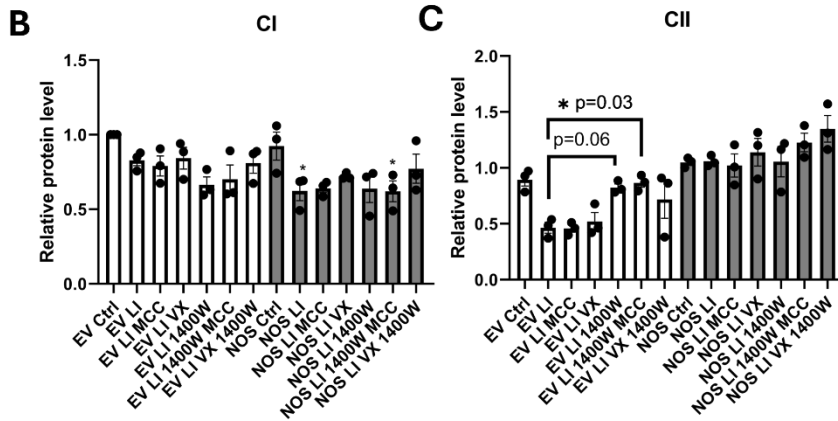 B
CI
Relative protein level
1.5
1.0
0.5
0.0
*
*
EV Ctrl
EV LI
EV LI MCC
EV LI VX
EV LI 1400W
EV LI 1400W MCC
EV LI VX 1400W
NOS Ctrl
NOS LI
NOS LI MCC
NOS LI VX
NOS LI 1400W
NOS LI 1400W MCC
NOS LI VX 1400W
C
CII
Relative protein level
2.0
1.5
1.0
0.5
0.0
* p=0.03
p=0.06
EV Ctrl
EV LI
EV LI MCC
EV LI VX
EV LI 1400W
EV LI 1400W MCC
EV LI VX 1400W
NOS Ctrl
NOS LI
NOS LI MCC
NOS LI VX
NOS LI 1400W
NOS LI 1400W MCC
NOS LI VX 1400W